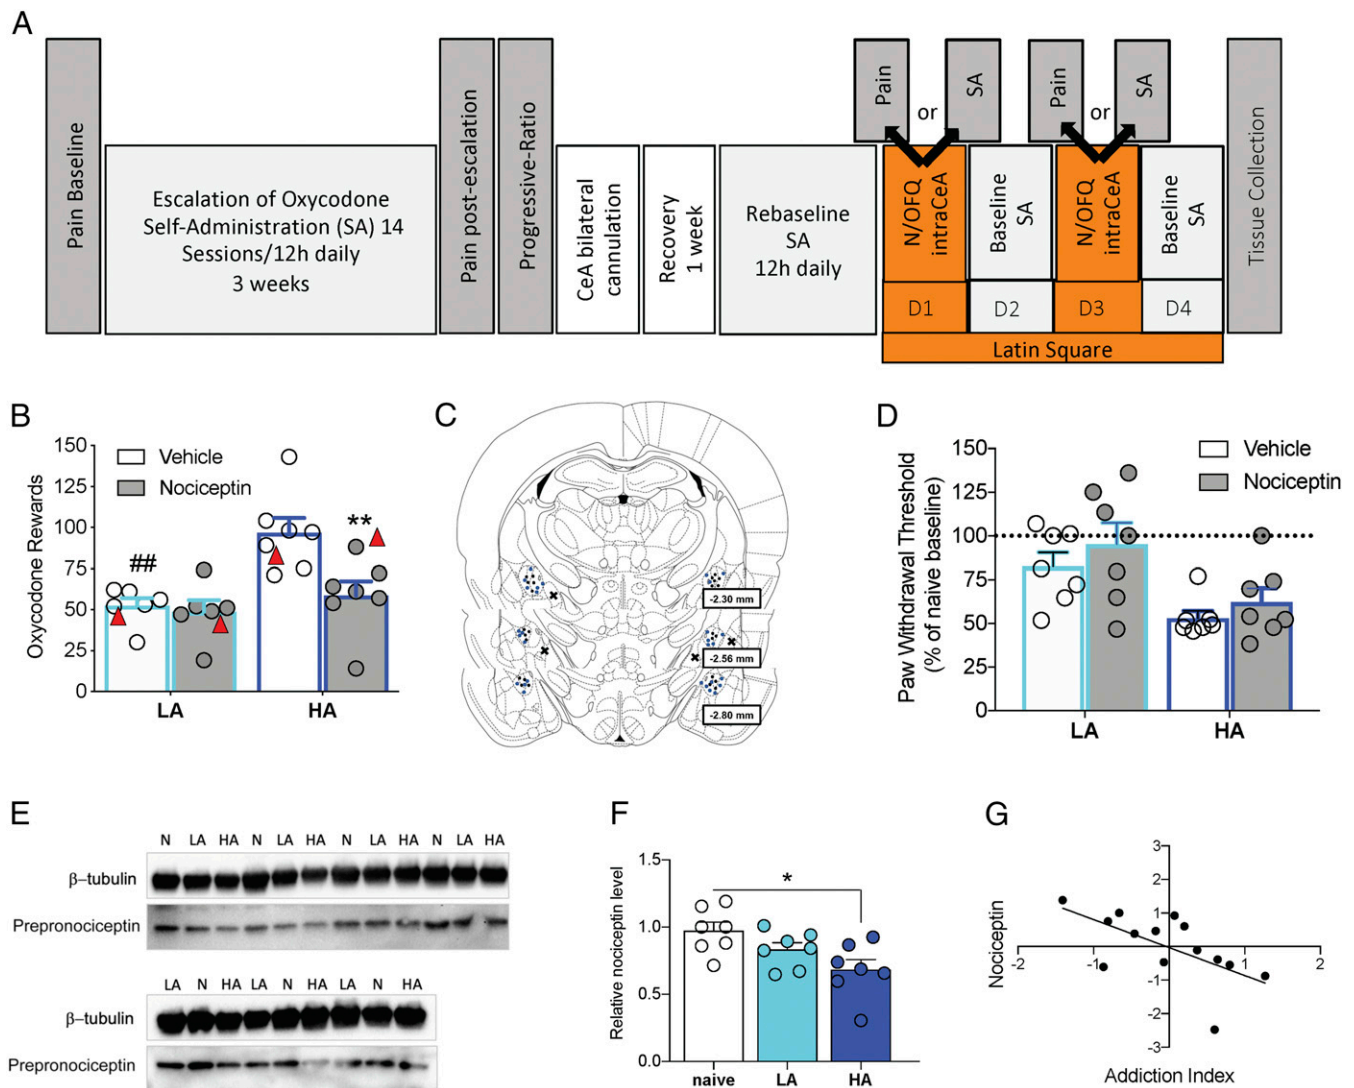 A
Pain Baseline
Escalation of Oxycodone
Self-Administration (SA) 14
Sessions/12h daily
3 weeks
Pain post-escalation
Progressive-Ratio
CeA bilateral
cannulation
Recovery
1 week
Rebaseline
SA
12h daily
Pain
or
SA
N/OFQ
intraCeA
Baseline
SA
Pain
or
SA
N/OFQ
intraCeA
Baseline
SA
D1
D2
D3
D4
Latin Square
Tissue Collection
B
Oxycodone Rewards
150
125
100
75
50
25
0
Vehicle
Nociceptin
##
**
LA
HA
C
-2.30 mm
-2.56 mm
-2.80 mm
D
Paw Withdrawal Threshold
(% of naive baseline)
150
125
100
75
50
25
0
Vehicle
Nociceptin
LA
HA
E
N LA HA N LA HA N LA HA N LA HA
β–tubulin
Prepronociceptin
LA N HA LA N HA LA N HA
β–tubulin
Prepronociceptin
F
Relative nociceptin level
1.5
1.0
0.5
0.0
*
naive
LA
HA
G
Nociceptin
3
2
1
-2
-1
1
2
-1
-2
-3
Addiction Index